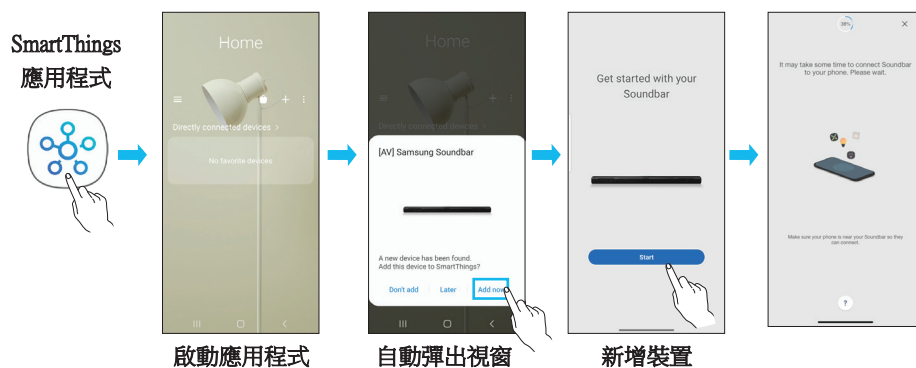 SmartThings
應用程式
Home
Directly connected devices >
No favorite devices
啟動應用程式
Home
Directly connected devices >
[AV] Samsung Soundbar
A new device has been found.
Add this device to SmartThings?
Don't add
Later
Add now
自動彈出視窗
Get started with your
Soundbar
Start
新增裝置
38%
It may take some time to connect Soundbar
to your phone. Please wait.
Make sure your phone is near your Soundbar so they
can connect.
?